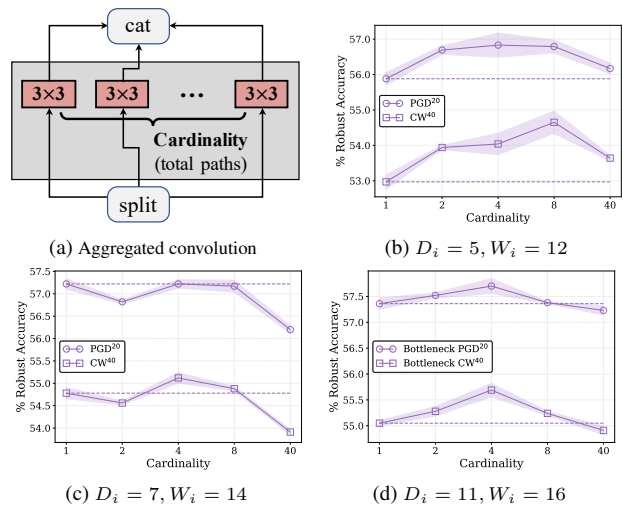 cat
3×3 3×3 ... 3×3
Cardinality
(total paths)
split
(a) Aggregated convolution
% Robust Accuracy
57.0
56.0
55.0
54.0
53.0
PGD²⁰
CW⁴⁰
1 2 4 8 40
Cardinality
(b) Dᵢ = 5, Wᵢ = 12
% Robust Accuracy
57.5
57.0
56.5
56.0
55.5
55.0
54.5
54.0
PGD²⁰
CW⁴⁰
1 2 4 8 40
Cardinality
(c) Dᵢ = 7, Wᵢ = 14
% Robust Accuracy
57.5
57.0
56.5
56.0
55.5
55.0
Bottleneck PGD²⁰
Bottleneck CW⁴⁰
1 2 4 8 40
Cardinality
(d) Dᵢ = 11, Wᵢ = 16